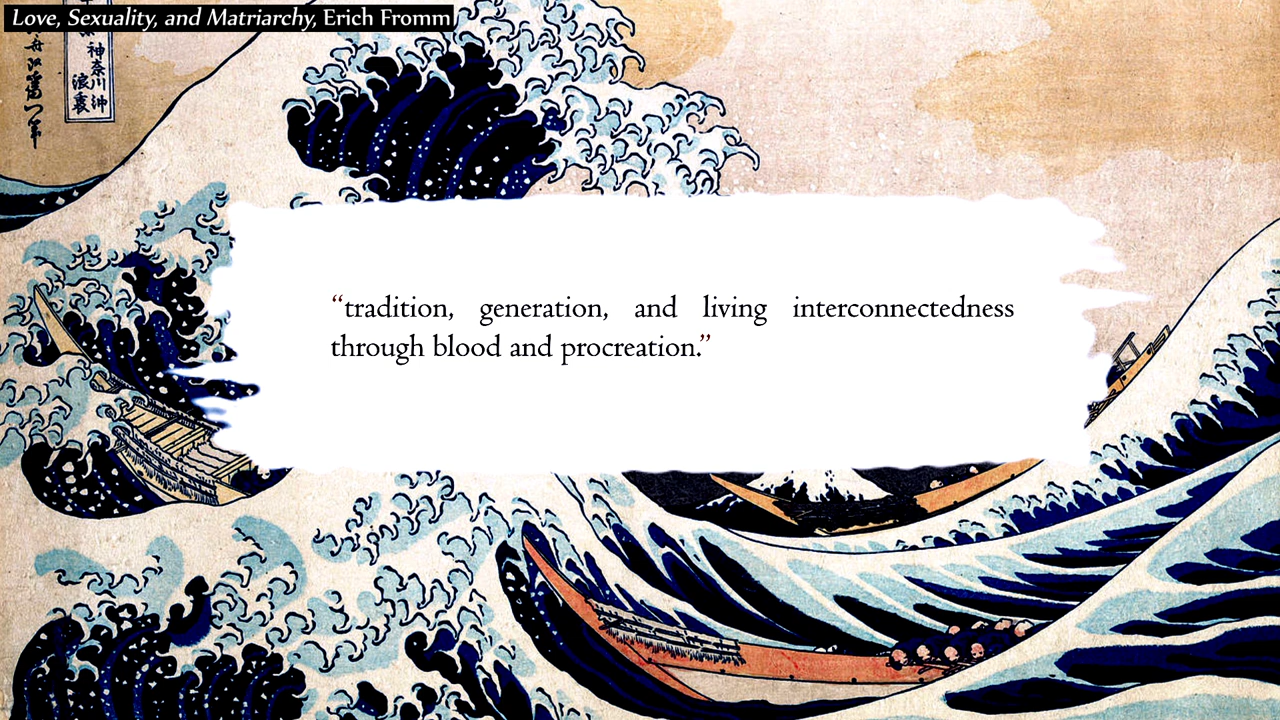 Love, Sexuality, and Matriarchy, Erich Fromm
神奈川沖
浪裏
“tradition, generation, and living interconnectedness
through blood and procreation.”